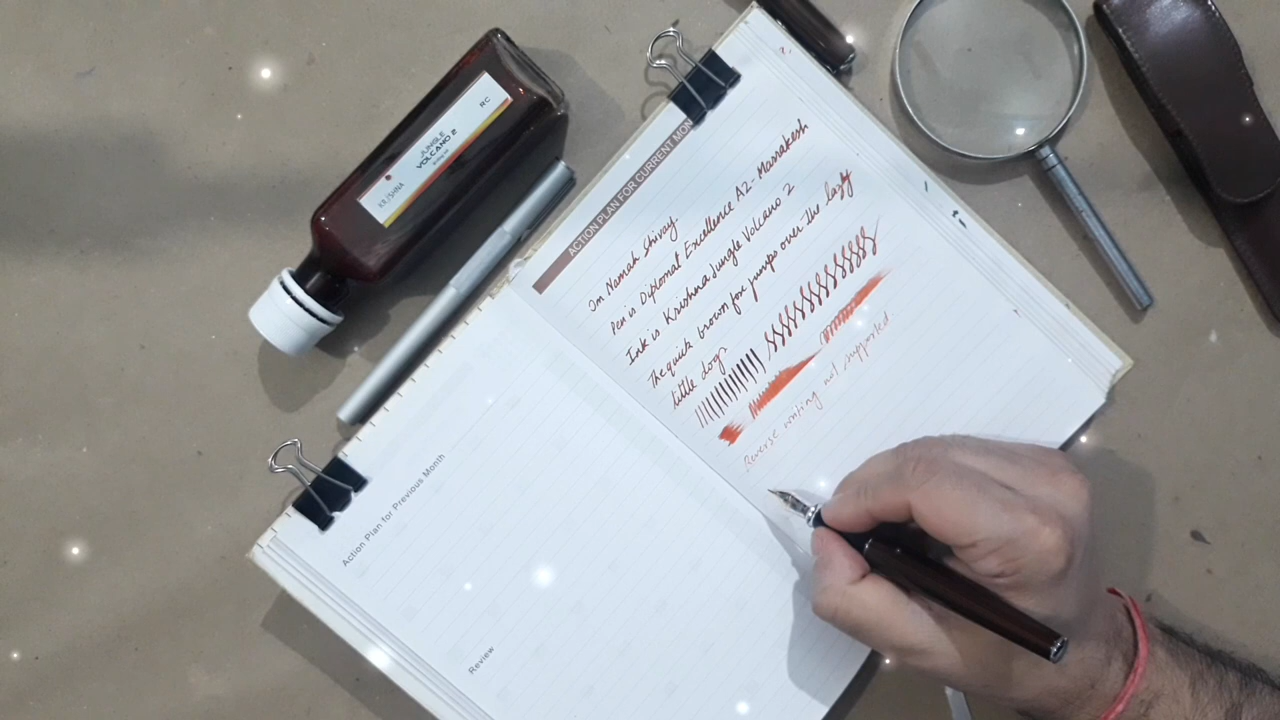 KRISHNA
RC
JUNGLE
VOLCANO 2
ACTION PLAN FOR CURRENT MON
Om Namah Shivay
Pen is Diplomat Excellence A2 - Marrakesh
Ink is Krishna Jungle Volcano 2
The quick brown fox jumps over the lazy
little dog
Reverse writing not supported
Action Plan for Previous Month
Review